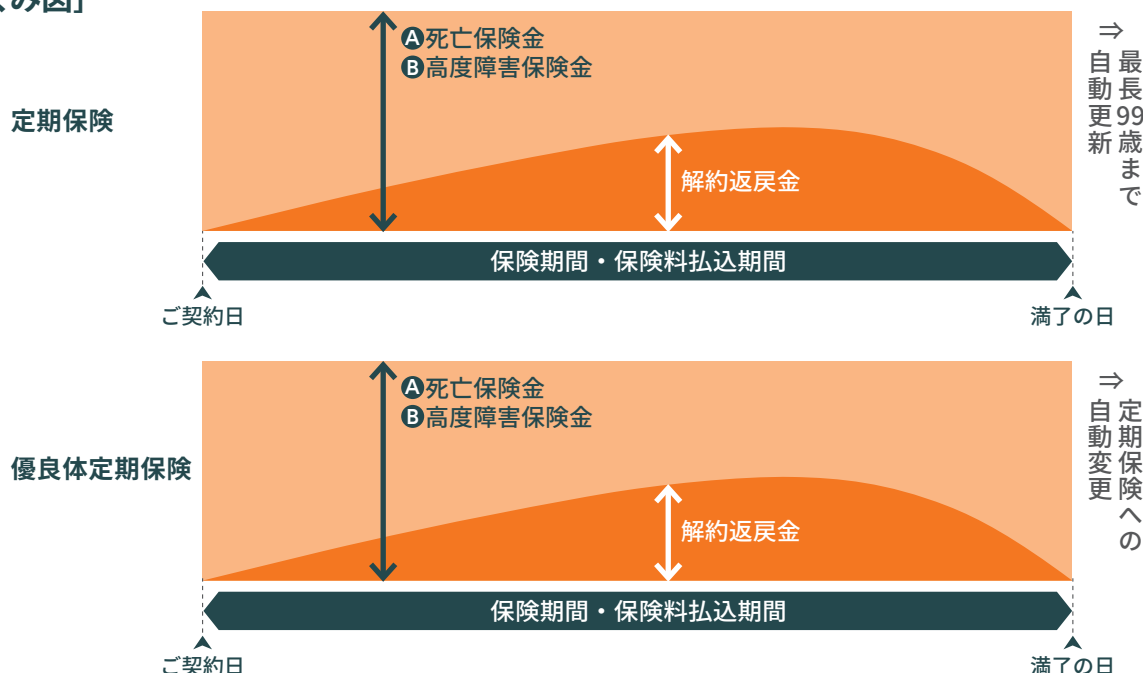 み図］
定期保険
Ⓐ死亡保険金
Ⓑ高度障害保険金
解約返戻金
⇒最長99歳まで
自動更新
保険期間・保険料払込期間
ご契約日
満了の日
優良体定期保険
Ⓐ死亡保険金
Ⓑ高度障害保険金
解約返戻金
⇒定期保険への
自動変更
保険期間・保険料払込期間
ご契約日
満了の日